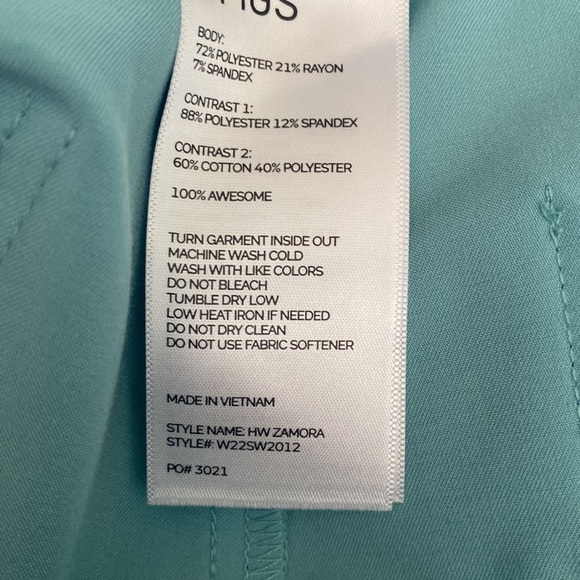 FIGS
BODY:
72% POLYESTER 21% RAYON
7% SPANDEX
CONTRAST 1:
88% POLYESTER 12% SPANDEX
CONTRAST 2:
60% COTTON 40% POLYESTER
100% AWESOME
TURN GARMENT INSIDE OUT
MACHINE WASH COLD
WASH WITH LIKE COLORS
DO NOT BLEACH
TUMBLE DRY LOW
LOW HEAT IRON IF NEEDED
DO NOT DRY CLEAN
DO NOT USE FABRIC SOFTENER
MADE IN VIETNAM
STYLE NAME: HW ZAMORA
STYLE#: W22SW2012
PO# 3021